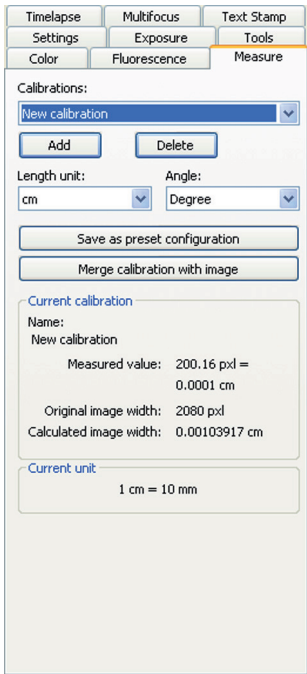 Timelapse Multifocus Text Stamp
Settings Exposure Tools
Color Fluorescence Measure
Calibrations:
New calibration
Add Delete
Length unit: Angle:
cm Degree
Save as preset configuration
Merge calibration with image
Current calibration
Name:
New calibration
Measured value: 200.16 pxl =
0.0001 cm
Original image width: 2080 pxl
Calculated image width: 0.00103917 cm
Current unit
1 cm = 10 mm